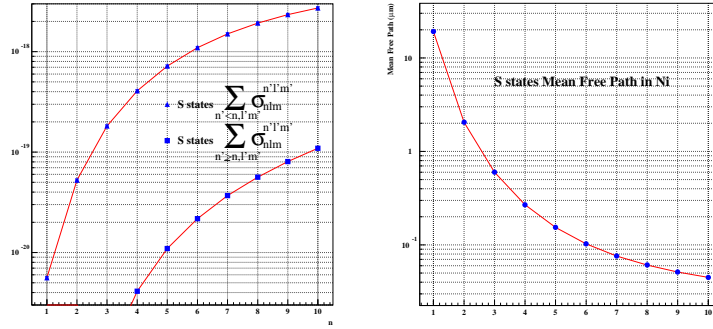 10^-18
10^-19
10^-20
S states ∑ σ_nlm^n'l'm'
n'<n,l'm'
S states ∑ σ_nlm^n'l'm'
n'≥n,l'm'
1 2 3 4 5 6 7 8 9 10
n
Mean Free Path (μm)
10
1
10^-1
S states Mean Free Path in Ni
1 2 3 4 5 6 7 8 9 10
n